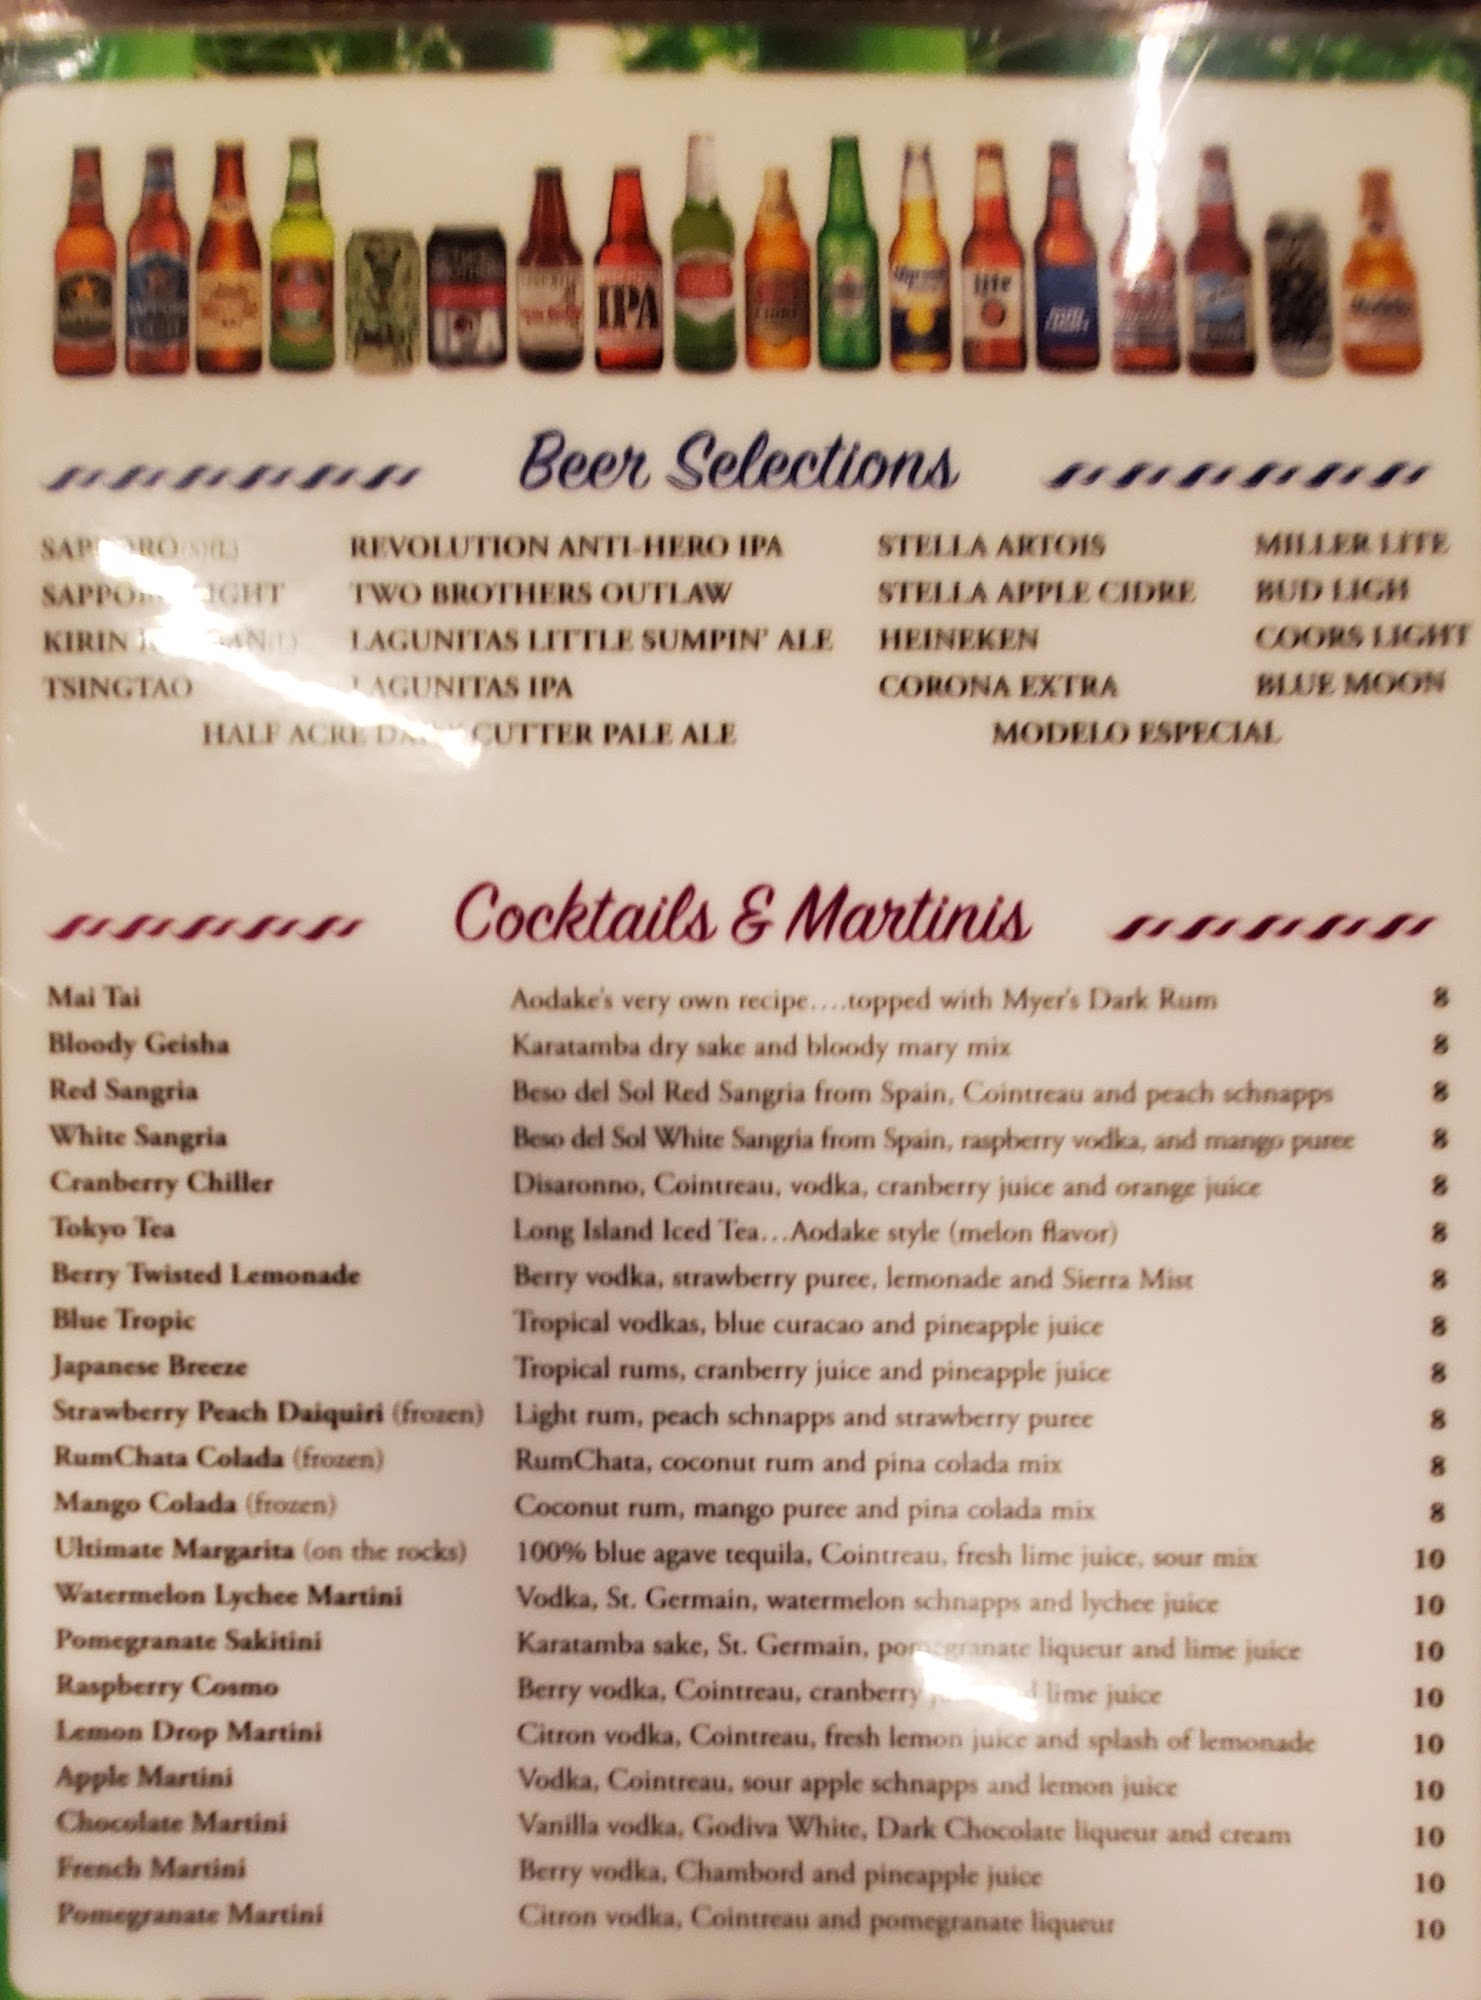 IPA
lite
Beer Selections
SAPPORO(S)(L) REVOLUTION ANTI-HERO IPA STELLA ARTOIS MILLER LITE
SAPPORO LIGHT TWO BROTHERS OUTLAW STELLA APPLE CIDRE BUD LIGH
KIRIN LAGUNITAS LITTLE SUMPIN' ALE HEINEKEN COORS LIGHT
TSINGTAO LAGUNITAS IPA CORONA EXTRA BLUE MOON
HALF ACRE CUTTER PALE ALE MODELO ESPECIAL
Cocktails & Martinis
Mai Tai Aodake's very own recipe....topped with Myer's Dark Rum 8
Bloody Geisha Karatamba dry sake and bloody mary mix 8
Red Sangria Beso del Sol Red Sangria from Spain, Cointreau and peach schnapps 8
White Sangria Beso del Sol White Sangria from Spain, raspberry vodka, and mango puree 8
Cranberry Chiller Disaronno, Cointreau, vodka, cranberry juice and orange juice 8
Tokyo Tea Long Island Iced Tea...Aodake style (melon flavor) 8
Berry Twisted Lemonade Berry vodka, strawberry puree, lemonade and Sierra Mist 8
Blue Tropic Tropical vodkas, blue curacao and pineapple juice 8
Japanese Breeze Tropical rums, cranberry juice and pineapple juice 8
Strawberry Peach Daiquiri (frozen) Light rum, peach schnapps and strawberry puree 8
RumChata Colada (frozen) RumChata, coconut rum and pina colada mix 8
Mango Colada (frozen) Coconut rum, mango puree and pina colada mix 8
Ultimate Margarita (on the rocks) 100% blue agave tequila, Cointreau, fresh lime juice, sour mix 10
Watermelon Lychee Martini Vodka, St. Germain, watermelon schnapps and lychee juice 10
Pomegranate Sakitini Karatamba sake, St. Germain, pomegranate liqueur and lime juice 10
Raspberry Cosmo Berry vodka, Cointreau, cranberry lime juice 10
Lemon Drop Martini Citron vodka, Cointreau, fresh lemon juice and splash of lemonade 10
Apple Martini Vodka, Cointreau, sour apple schnapps and lemon juice 10
Chocolate Martini Vanilla vodka, Godiva White, Dark Chocolate liqueur and cream 10
French Martini Berry vodka, Chambord and pineapple juice 10
Pomegranate Martini Citron vodka, Cointreau and pomegranate liqueur 10